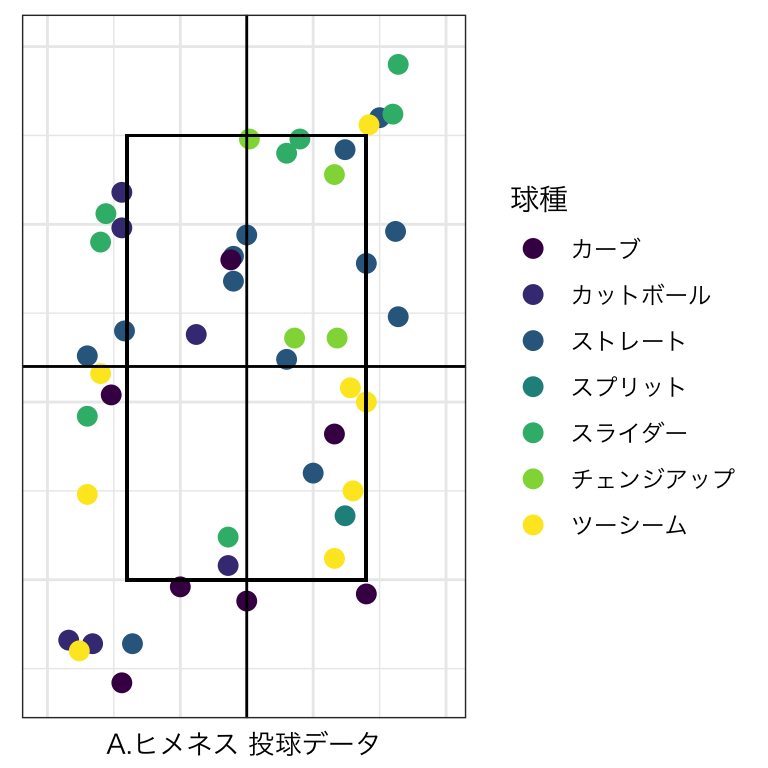 球種
カーブ
カットボール
ストレート
スプリット
スライダー
チェンジアップ
ツーシーム
A.ヒメネス 投球データ